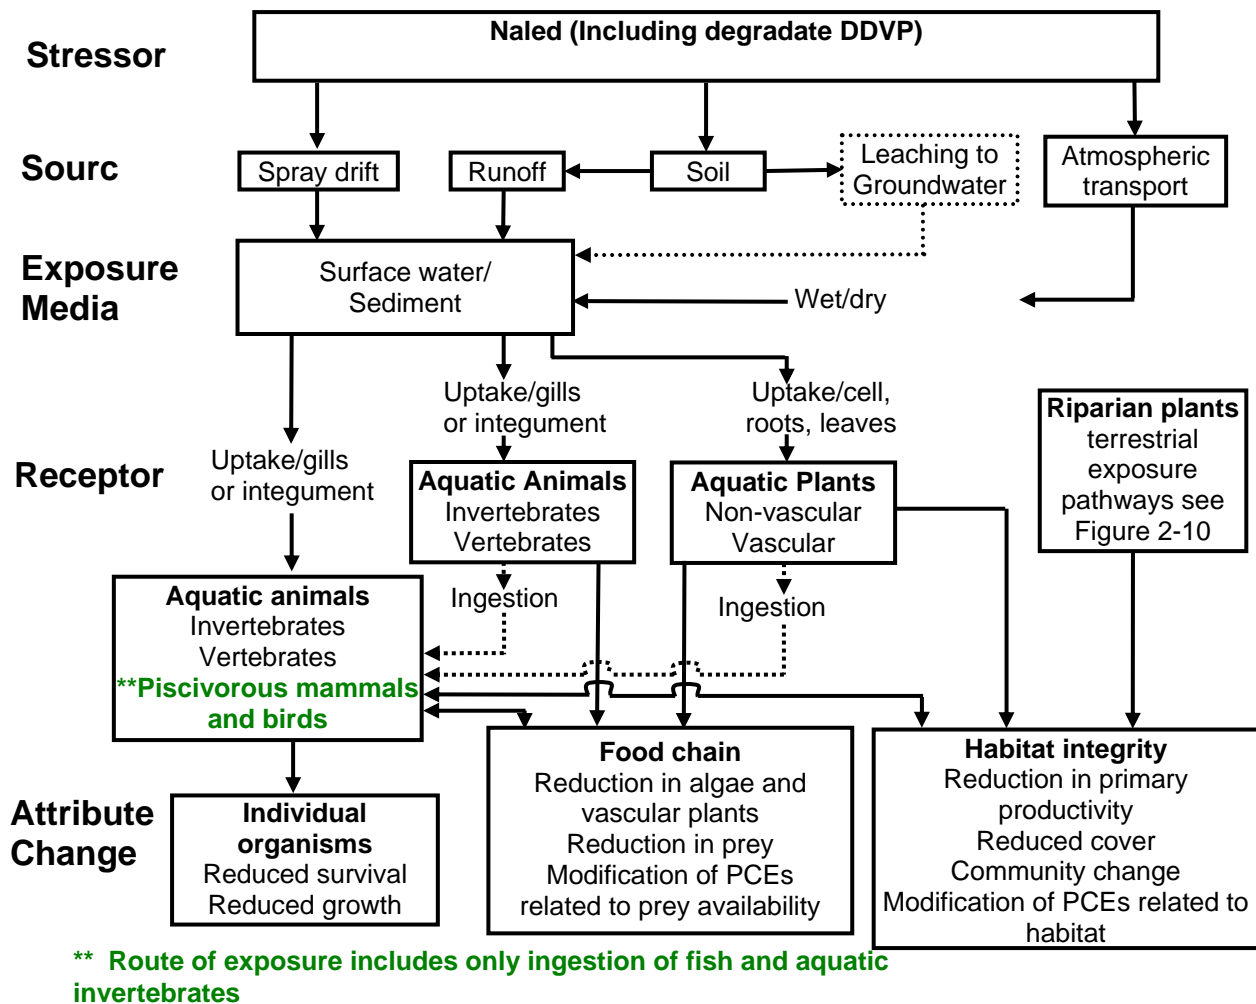 Stressor
Naled (Including degradate DDVP)
Sourc
Spray drift
Runoff
Soil
Leaching to
Groundwater
Atmospheric
transport
Exposure
Media
Surface water/
Sediment
Wet/dry
Uptake/gills
or integument
Uptake/cell,
roots, leaves
Riparian plants
terrestrial
exposure
pathways see
Figure 2-10
Receptor
Uptake/gills
or integument
Aquatic Animals
Invertebrates
Vertebrates
Aquatic Plants
Non-vascular
Vascular
Ingestion
Ingestion
Aquatic animals
Invertebrates
Vertebrates
**Piscivorous mammals
and birds
Attribute
Change
Individual
organisms
Reduced survival
Reduced growth
Food chain
Reduction in algae and
vascular plants
Reduction in prey
Modification of PCEs
related to prey availability
Habitat integrity
Reduction in primary
productivity
Reduced cover
Community change
Modification of PCEs related to
habitat
** Route of exposure includes only ingestion of fish and aquatic
invertebrates